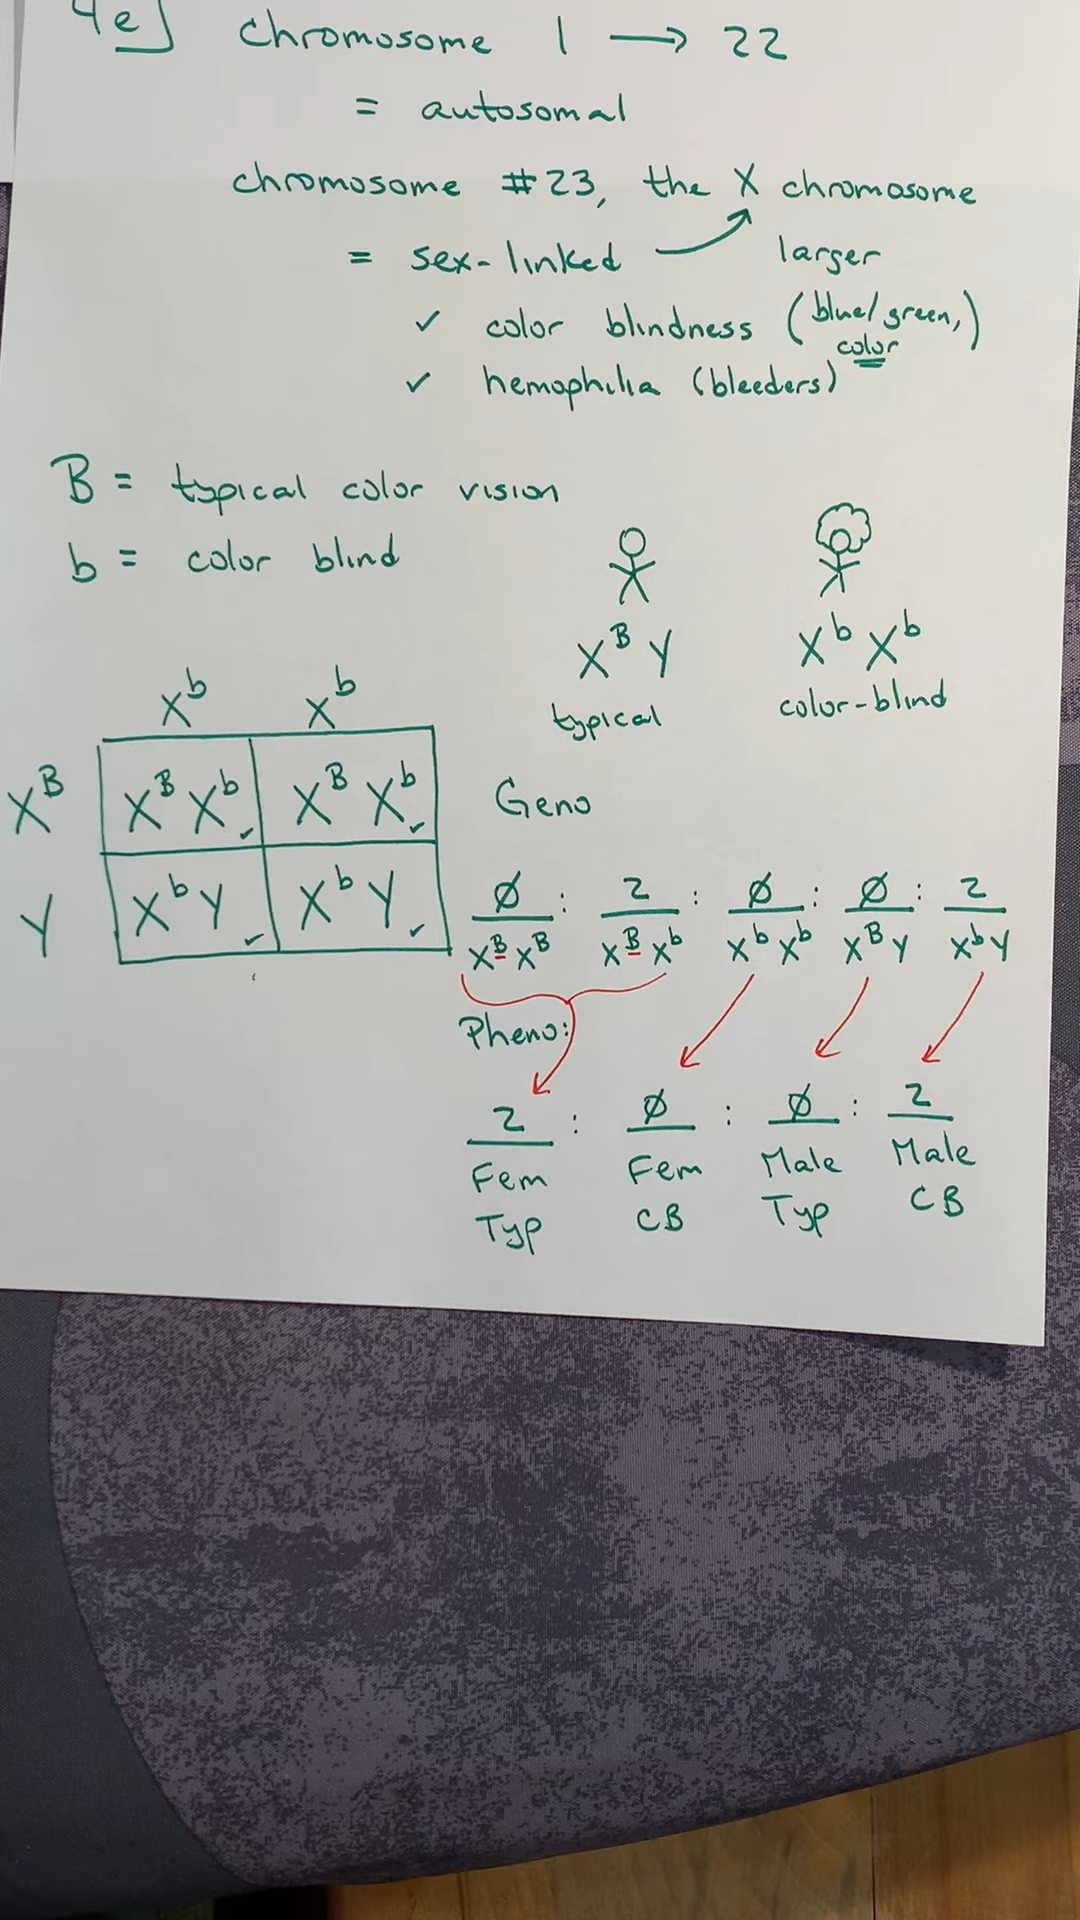 4e]
chromosome 1 → 22
= autosomal
chromosome #23, the X chromosome
= sex-linked larger
✓ color blindness (blue/green, color)
✓ hemophilia (bleeders)
B = typical color vision
b = color blind
X^B Y X^b X^b
typical color-blind
X^b X^b
X^B X^B X^b X^B X^b
Y X^b Y X^b Y
Geno
Ø : 2 : Ø : Ø : 2
X^B X^B X^B X^b X^b X^b X^B Y X^b Y
Pheno:
2 : Ø : Ø : 2
Fem Fem Male Male
Typ CB Typ CB